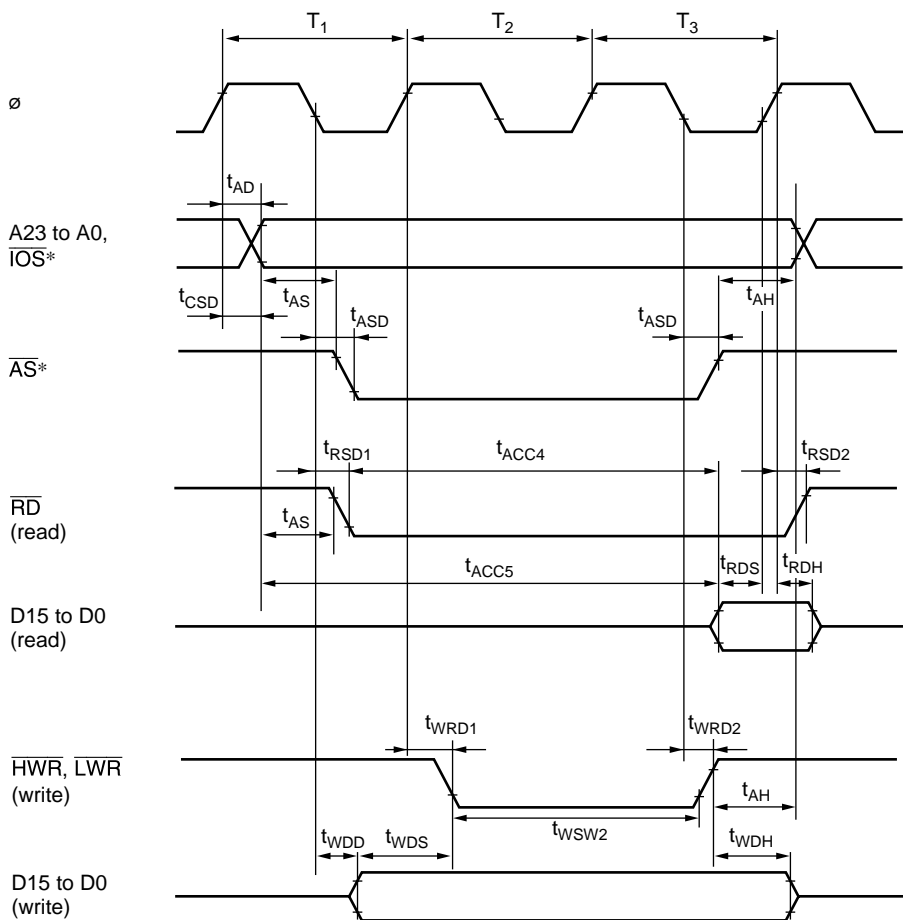 T1 T2 T3
ø
tAD
A23 to A0,
IOS*
tCSD tAS tAH
tASD tASD
AS*
tRSD1 tACC4 tRSD2
RD
(read)
tAS
tACC5 tRDS tRDH
D15 to D0
(read)
tWRD1 tWRD2
HWR, LWR
(write)
tAH
tWSW2
tWDD tWDS tWDH
D15 to D0
(write)